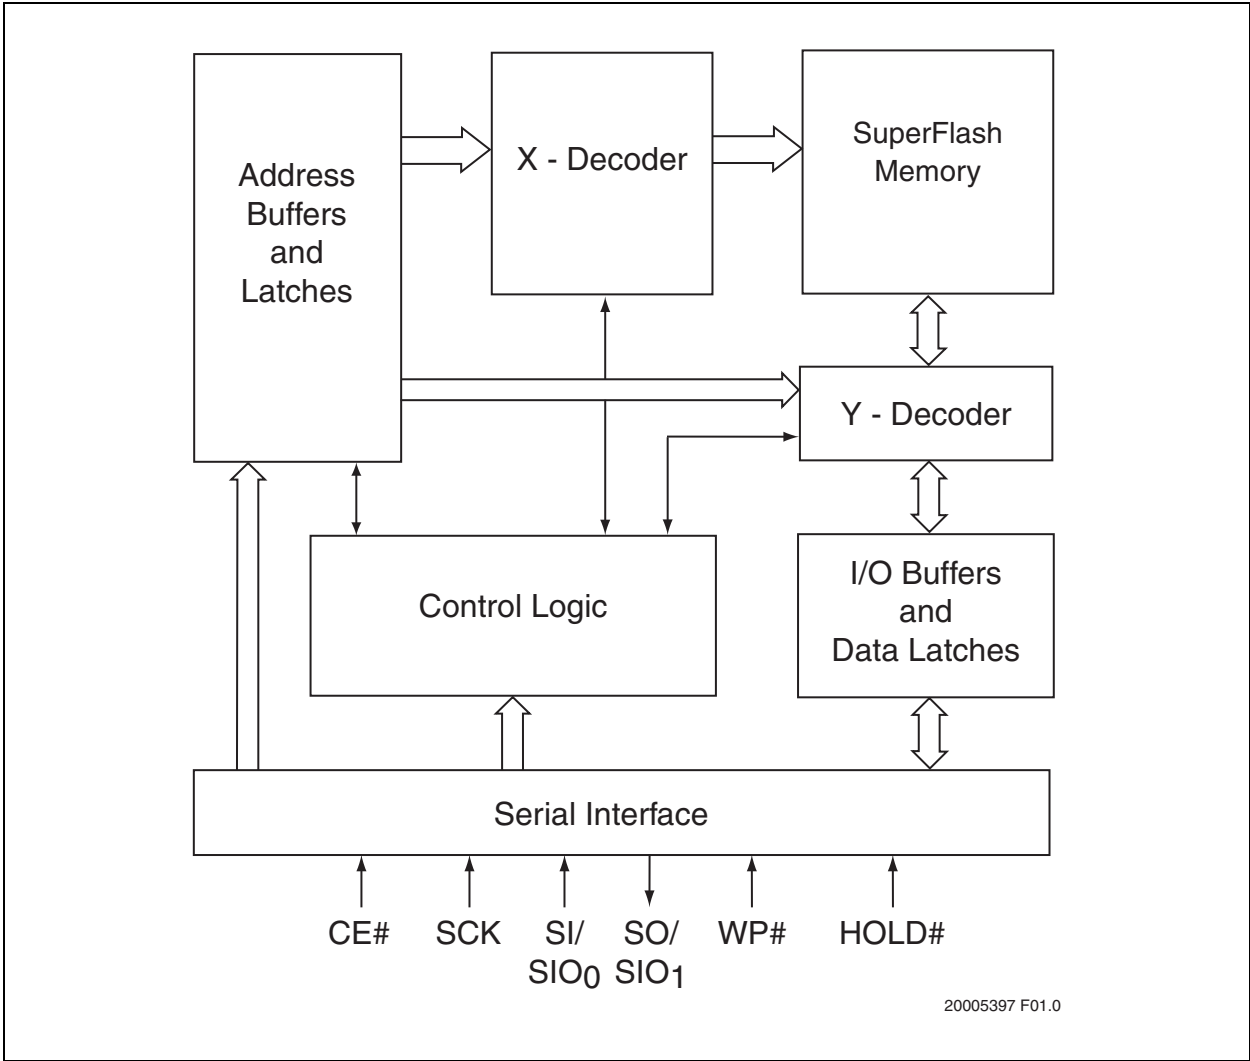 Address
Buffers
and
Latches
X - Decoder
SuperFlash
Memory
Y - Decoder
Control Logic
I/O Buffers
and
Data Latches
Serial Interface
CE#
SCK
SI/
SIO0
SO/
SIO1
WP#
HOLD#
20005397 F01.0